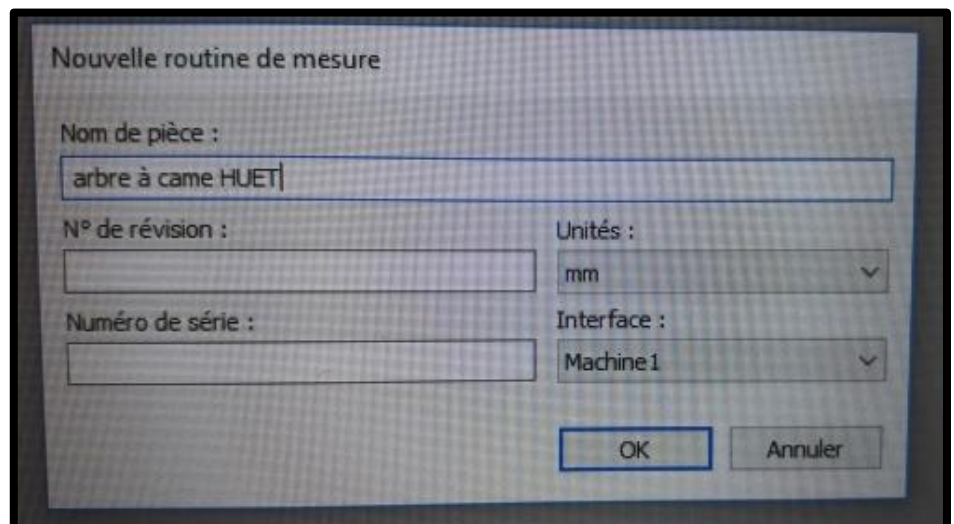 Nouvelle routine de mesure
Nom de pièce :
arbre à came HUET
N° de révision :
Unités :
mm
Numéro de série :
Interface :
Machine1
OK
Annuler